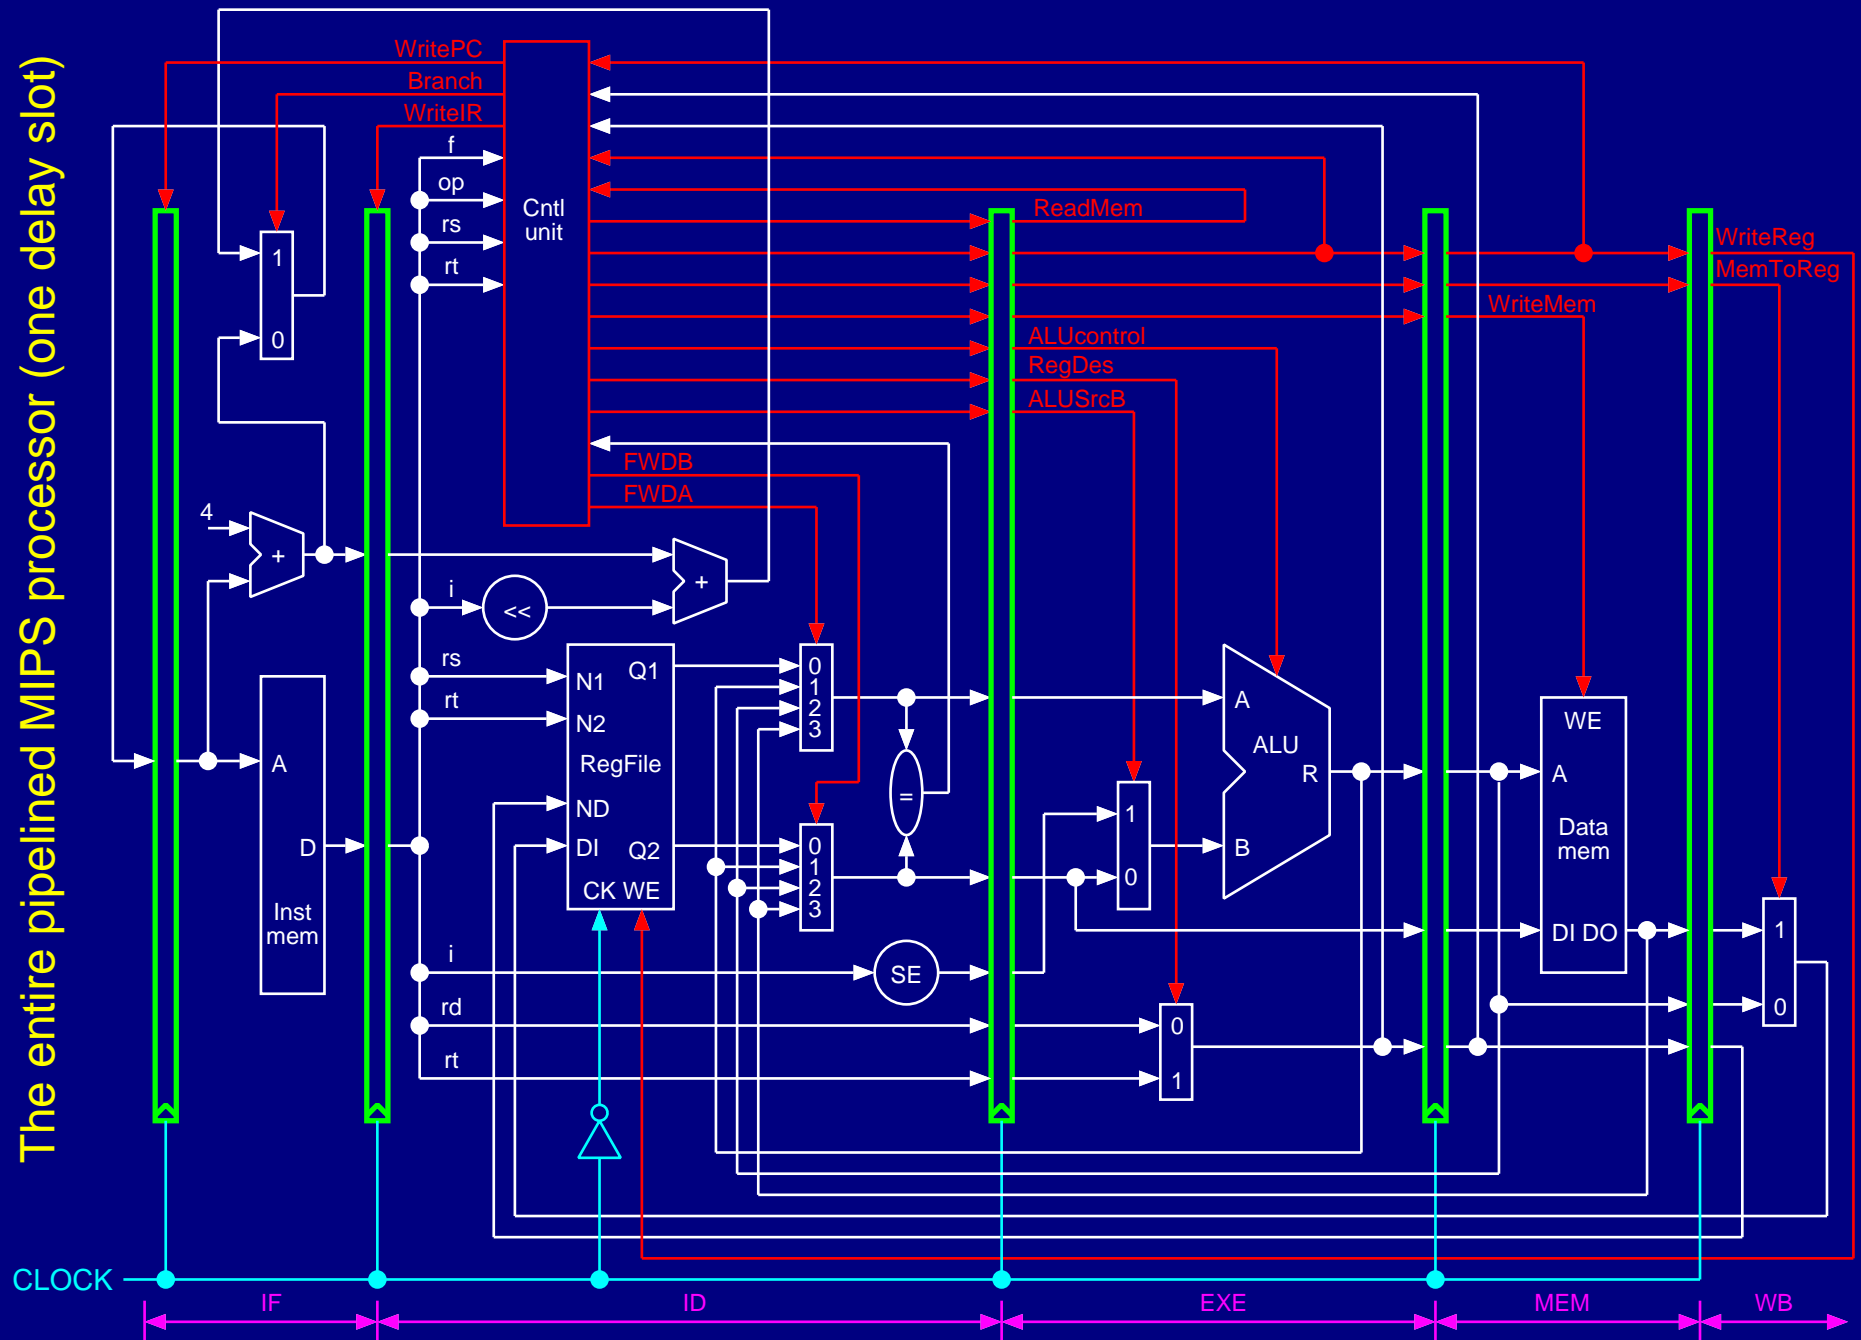 The entire pipelined MIPS processor (one delay slot)
WritePC
Branch
WriteIR
f
op
rs
rt
Cntl
unit
1
0
4
+
A
D
Inst
mem
ReadMem
WriteReg
MemToReg
WriteMem
ALUcontrol
RegDes
ALUSrcB
FWDB
FWDA
i
<<
+
rs
rt
N1
N2
Q1
RegFile
ND
DI
Q2
CK WE
0
1
2
3
=
0
1
2
3
i
SE
rd
rt
1
0
A
ALU
R
B
0
1
WE
A
Data
mem
DI DO
1
0
CLOCK
IF
ID
EXE
MEM
WB